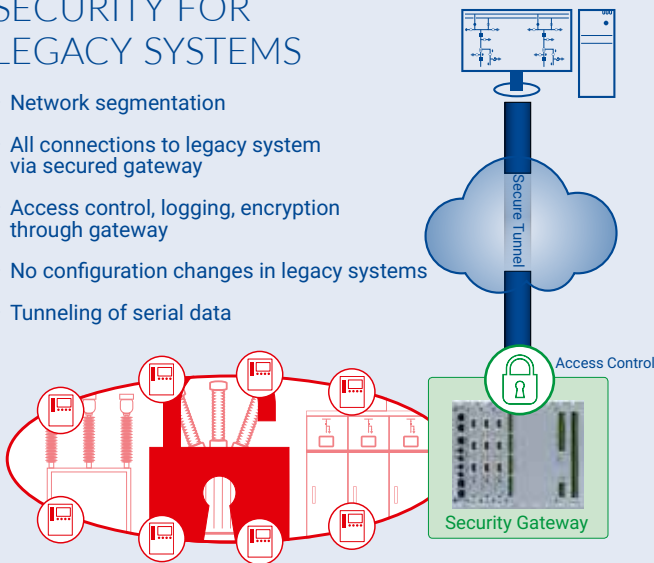 SECURITY FOR
LEGACY SYSTEMS
Network segmentation
All connections to legacy system
via secured gateway
Access control, logging, encryption
through gateway
No configuration changes in legacy systems
Tunneling of serial data
Secure Tunnel
Access Control
Security Gateway